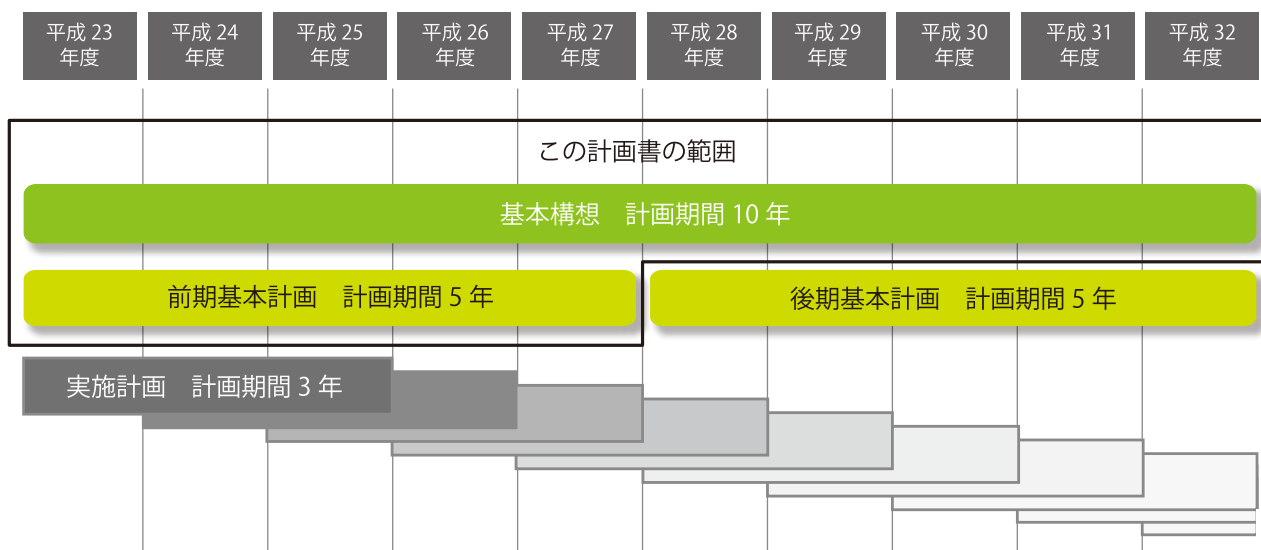 平成 23
年度
平成 24
年度
平成 25
年度
平成 26
年度
平成 27
年度
平成 28
年度
平成 29
年度
平成 30
年度
平成 31
年度
平成 32
年度
この計画書の範囲
基本構想　計画期間 10 年
前期基本計画　計画期間 5 年
後期基本計画　計画期間 5 年
実施計画　計画期間 3 年